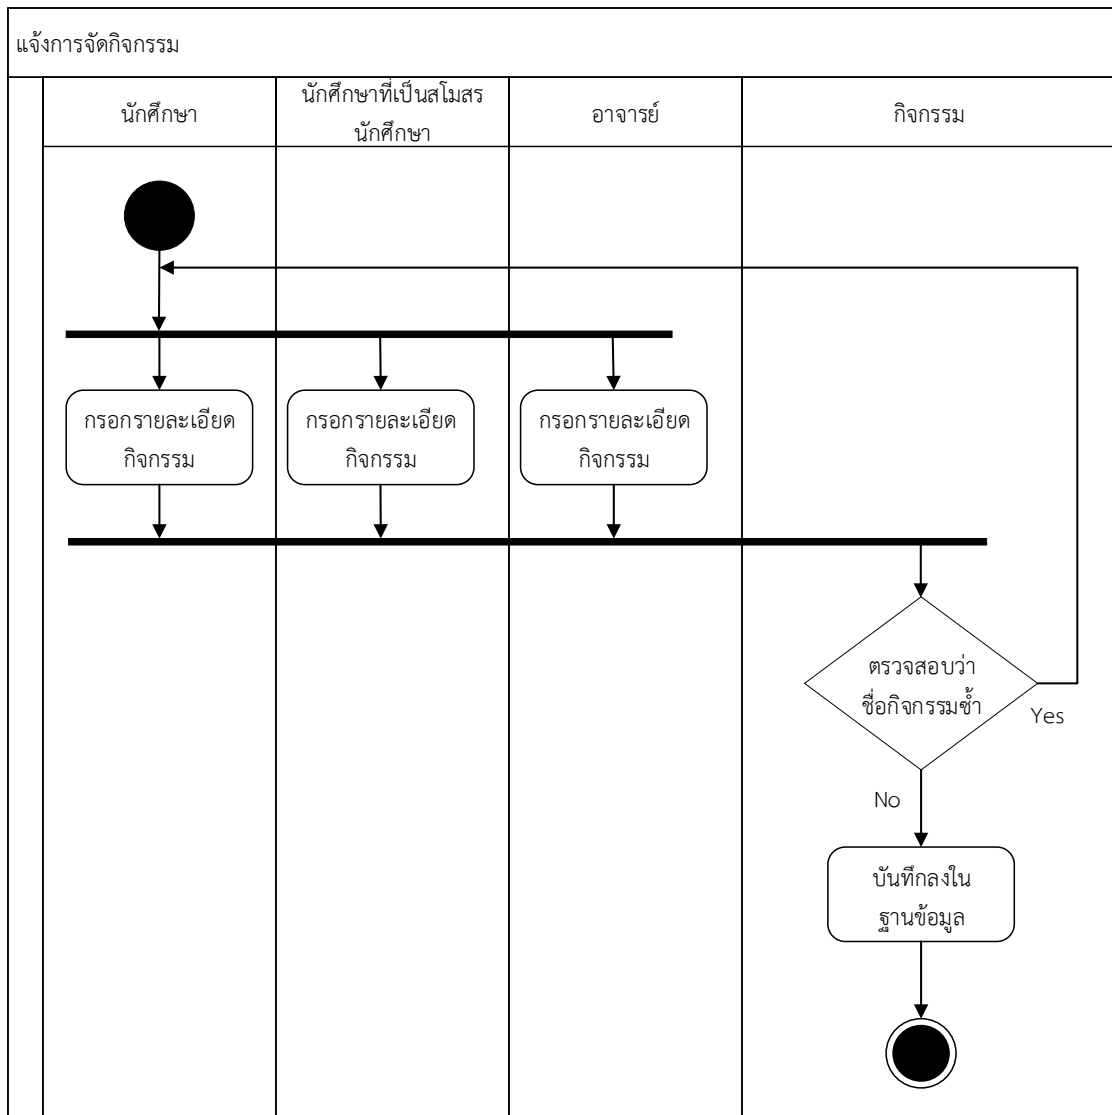 แจ้งการจัดกิจกรรม
นักศึกษา
นักศึกษาที่เป็นสโมสร
นักศึกษา
อาจารย์
กิจกรรม
กรอกรายละเอียด
กิจกรรม
กรอกรายละเอียด
กิจกรรม
กรอกรายละเอียด
กิจกรรม
ตรวจสอบว่า
ชื่อกิจกรรมซ้ำ
Yes
No
บันทึกลงใน
ฐานข้อมูล